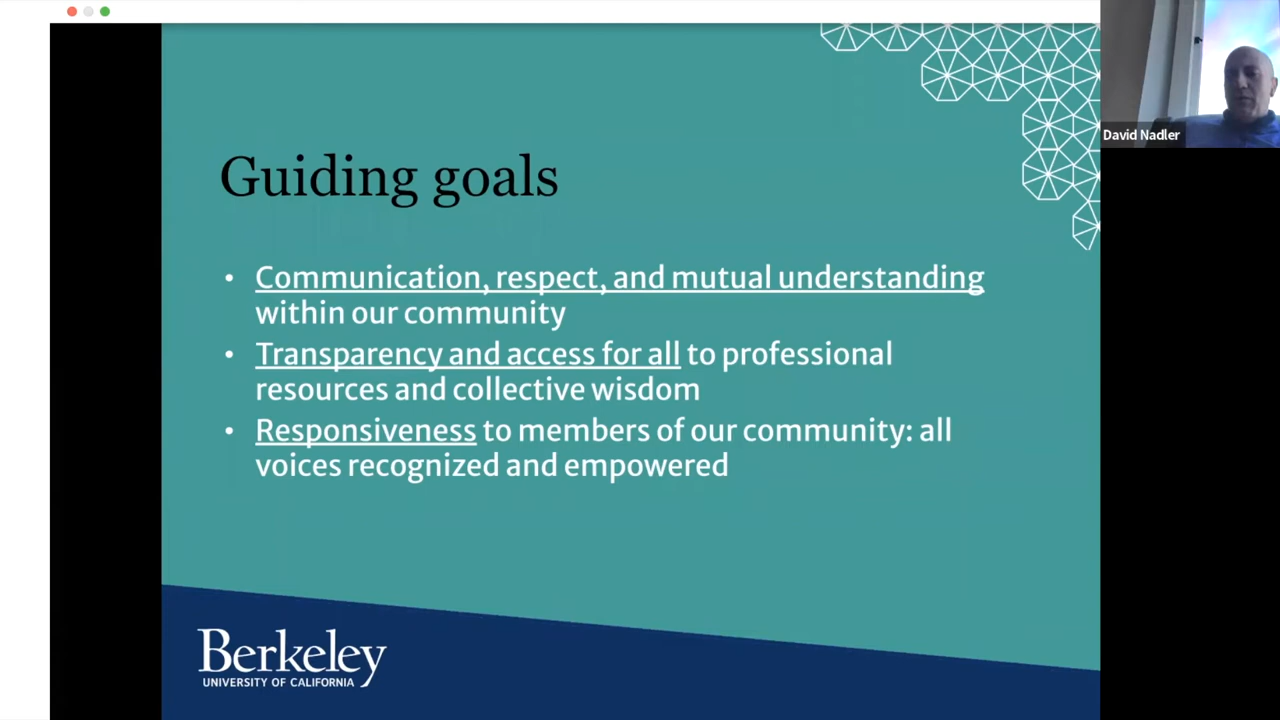 David Nadler
Guiding goals
• Communication, respect, and mutual understanding
within our community
• Transparency and access for all to professional
resources and collective wisdom
• Responsiveness to members of our community: all
voices recognized and empowered
Berkeley
UNIVERSITY OF CALIFORNIA